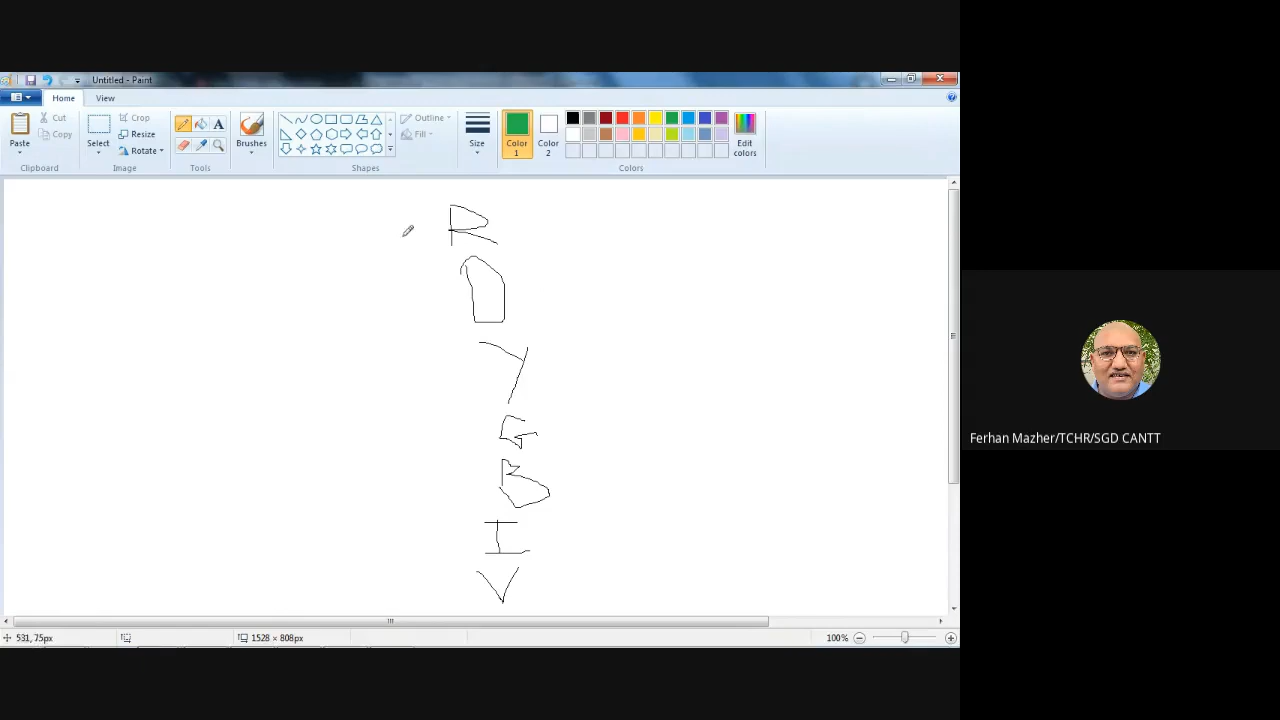 Untitled - Paint
Home View
Paste
Cut
Copy
Clipboard
Select
Crop
Resize
Rotate
Image
Tools
Brushes
Outline
Fill
Shapes
Size
Color 1
Color 2
Edit colors
Colors
R
O
Y
G
B
I
V
Ferhan Mazher/TCHR/SGD CANTT
531, 75px
1528 × 808px
100%